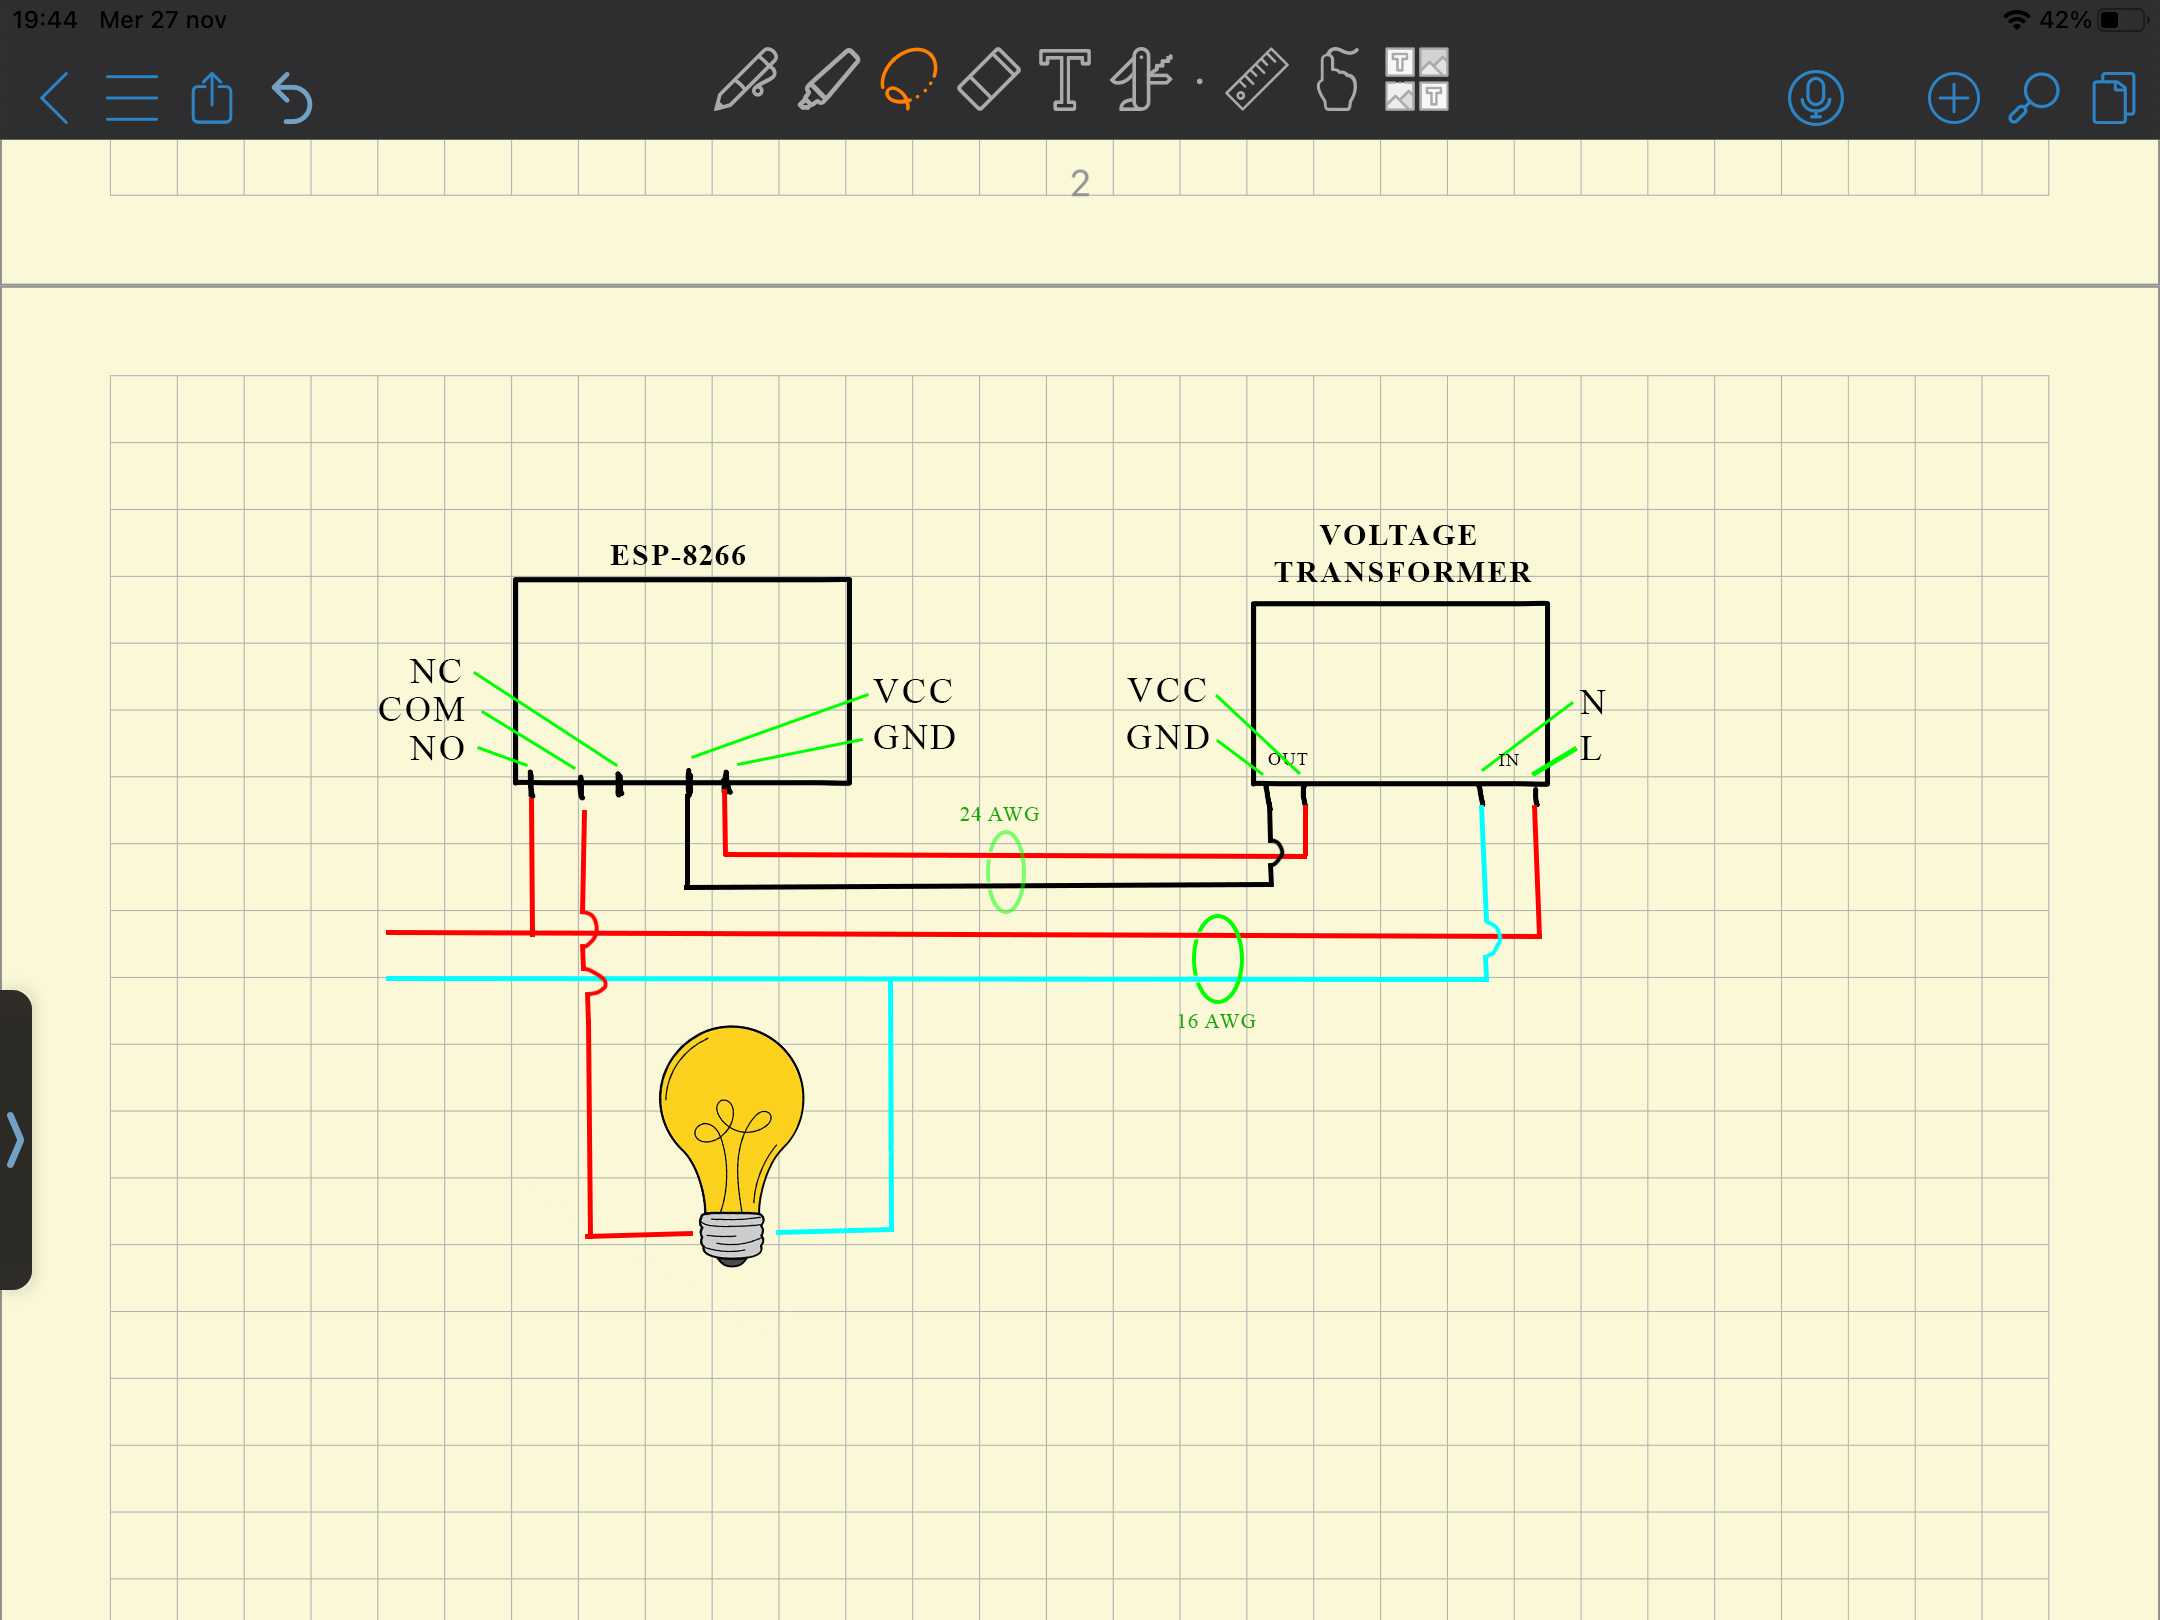 19:44 Mer 27 nov
42%
2
ESP-8266
VOLTAGE
TRANSFORMER
NC
COM
NO
VCC
GND
VCC
GND
OUT
IN
N
L
24 AWG
16 AWG